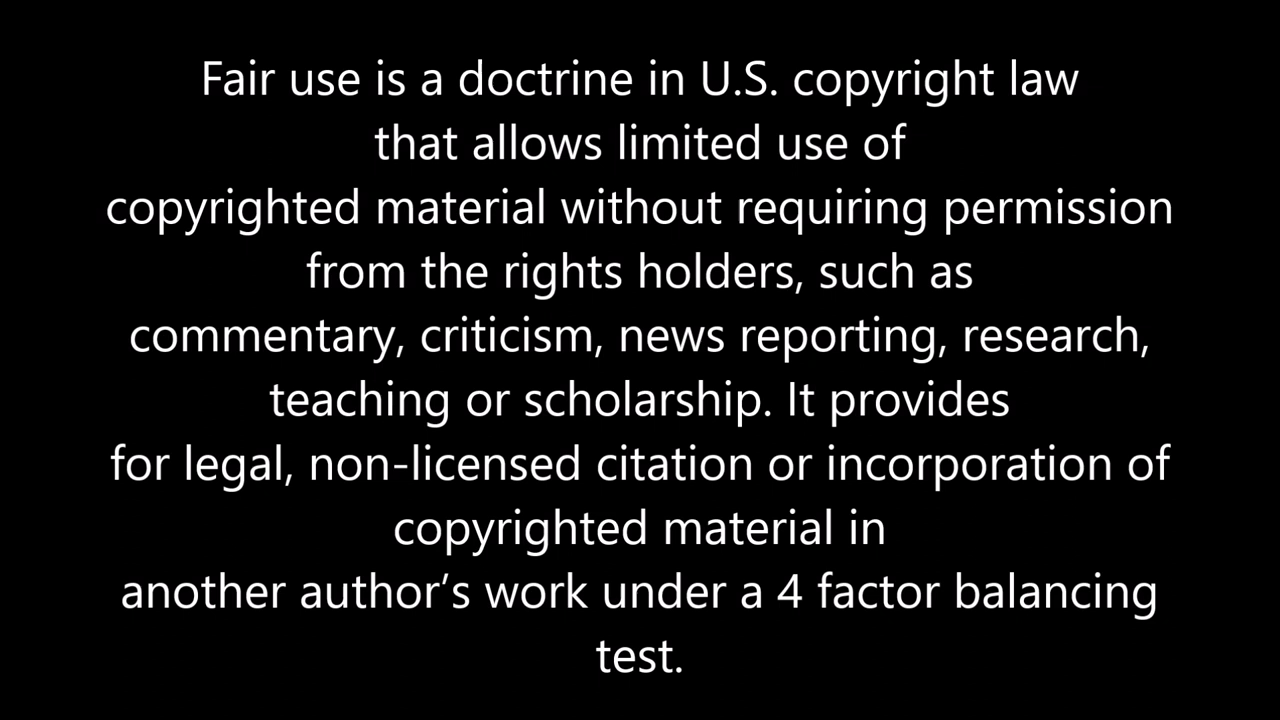 Fair use is a doctrine in U.S. copyright law
that allows limited use of
copyrighted material without requiring permission
from the rights holders, such as
commentary, criticism, news reporting, research,
teaching or scholarship. It provides
for legal, non-licensed citation or incorporation of
copyrighted material in
another author’s work under a 4 factor balancing
test.